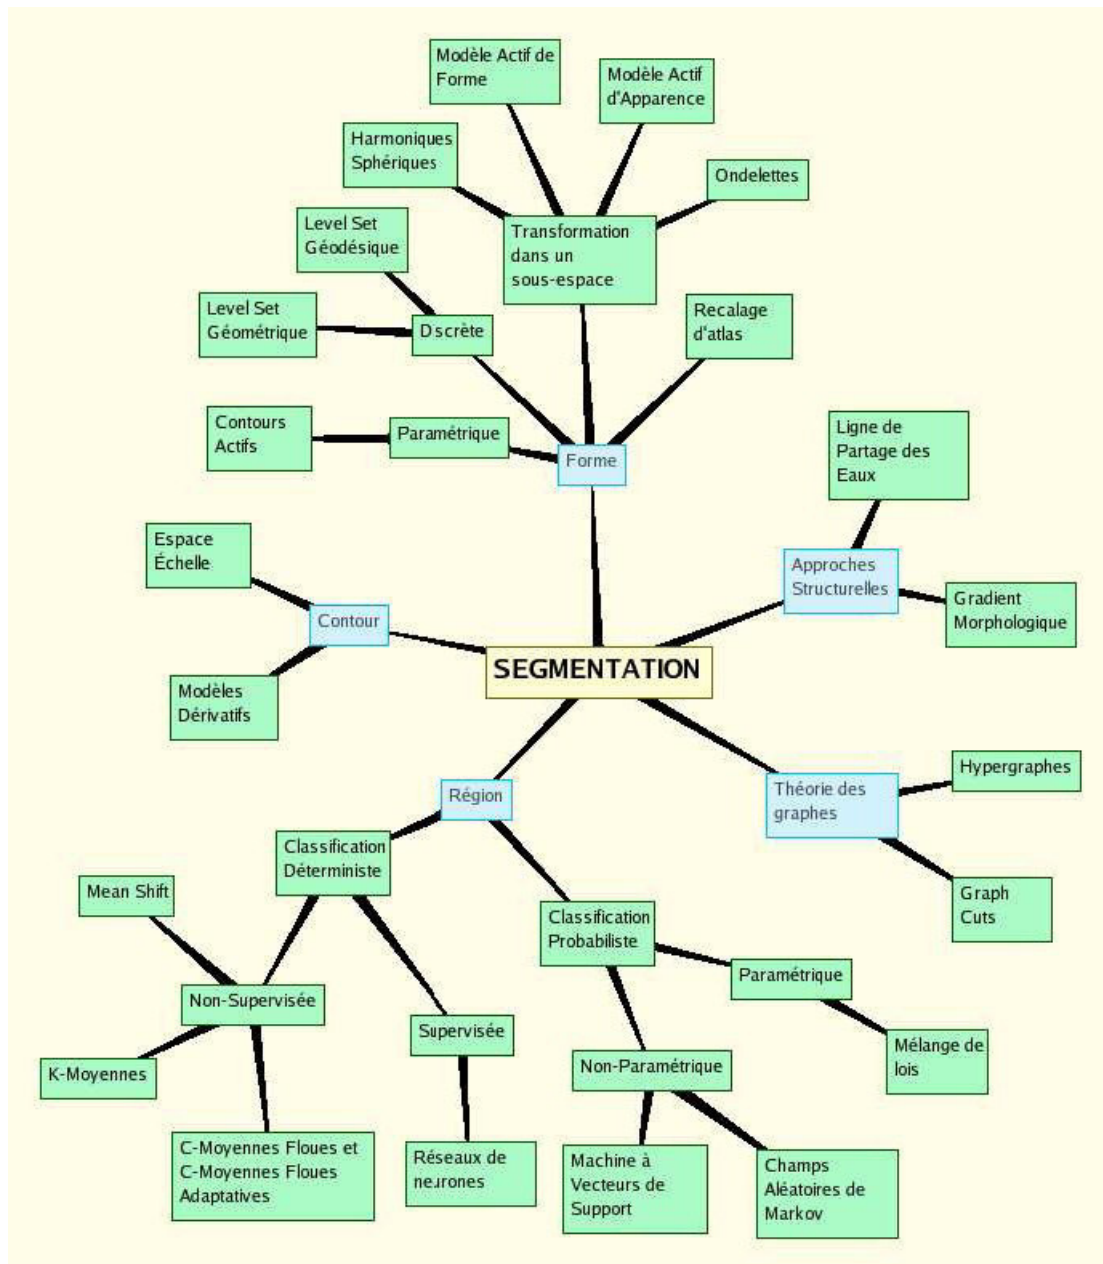 Modèle Actif de
Forme
Modèle Actif
d'Apparence
Harmoniques
Sphériques
Ondelettes
Level Set
Géodésique
Transformation
dans un
sous-espace
Level Set
Géométrique
Discrète
Recalage
d'atlas
Contours
Actifs
Paramétrique
Forme
Ligne de
Partage des
Eaux
Espace
Échelle
Approches
Structurelles
Gradient
Morphologique
Contour
SEGMENTATION
Modèles
Dérivatifs
Région
Théorie des
graphes
Hypergraphes
Graph
Cuts
Classification
Déterministe
Mean Shift
Classification
Probabiliste
Paramétrique
Non-Supervisée
Supervisée
Mélange de
lois
K-Moyennes
Non-Paramétrique
C-Moyennes Floues et
C-Moyennes Floues
Adaptatives
Réseaux de
neurones
Machine à
Vecteurs de
Support
Champs
Aléatoires de
Markov